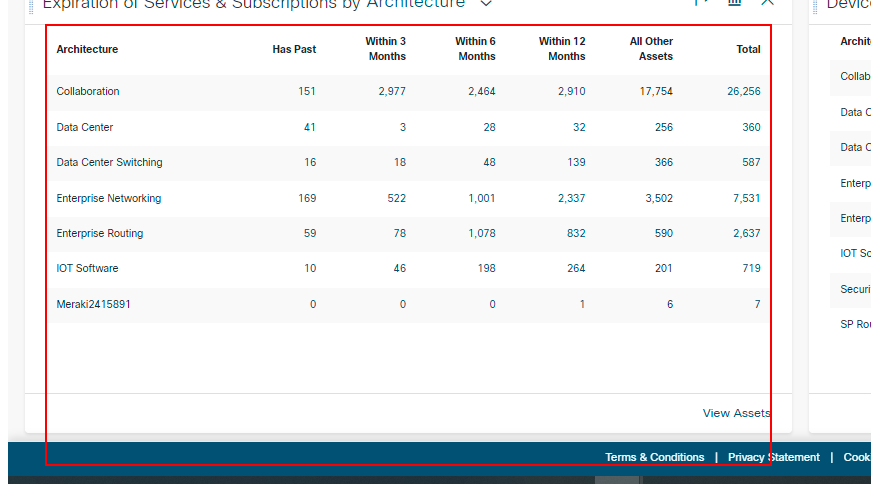 Expiration of Services & Subscriptions by Architecture
Architecture Has Past Within 3 Months Within 6 Months Within 12 Months All Other Assets Total
Collaboration 151 2,977 2,464 2,910 17,754 26,256
Data Center 41 3 28 32 256 360
Data Center Switching 16 18 48 139 366 587
Enterprise Networking 169 522 1,001 2,337 3,502 7,531
Enterprise Routing 59 78 1,078 832 590 2,637
IOT Software 10 46 198 264 201 719
Meraki2415891 0 0 0 1 6 7
View Assets
Devic
Archit
Collab
Data C
Data C
Enterp
Enterp
IOT So
Securi
SP Rou
Terms & Conditions | Privacy Statement | Cook